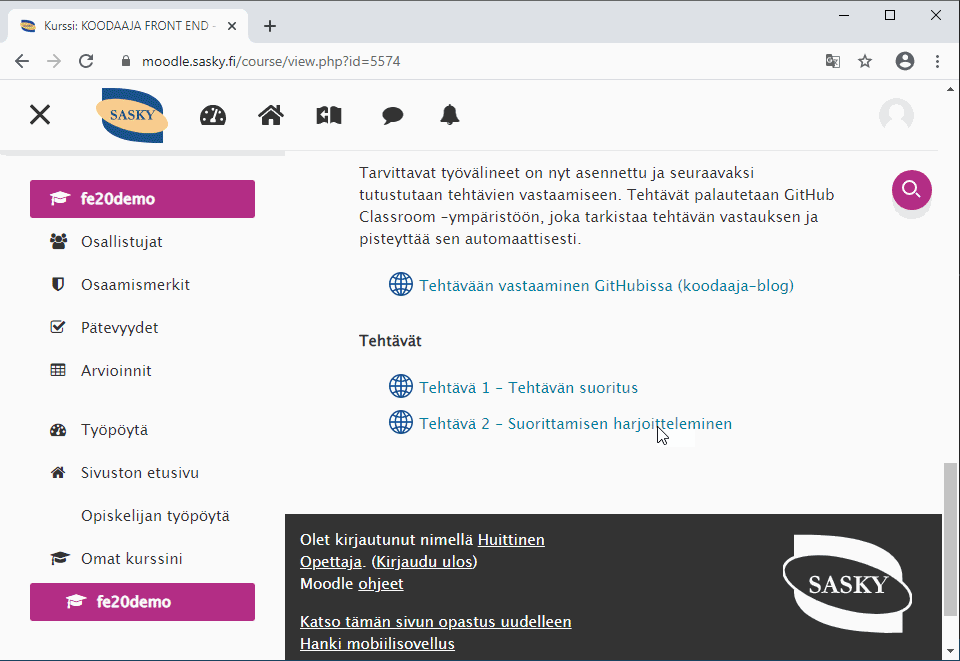 Kurssi: KOODAAJA FRONT END -
moodle.sasky.fi/course/view.php?id=5574
SASKY
fe20demo
Osallistujat
Osaamismerkit
Pätevyydet
Arvioinnit
Työpöytä
Sivuston etusivu
Opiskelijan työpöytä
Omat kurssini
fe20demo
Tarvittavat työvälineet on nyt asennettu ja seuraavaksi
tutustutaan tehtävien vastaamiseen. Tehtävät palautetaan GitHub
Classroom -ympäristöön, joka tarkistaa tehtävän vastauksen ja
pisteyttää sen automaattisesti.
Tehtävään vastaaminen GitHubissa (koodaaja-blog)
Tehtävät
Tehtävä 1 - Tehtävän suoritus
Tehtävä 2 - Suorittamisen harjoitteleminen
Olet kirjautunut nimellä Huittinen
Opettaja. (Kirjaudu ulos)
Moodle ohjeet
Katso tämän sivun opastus uudelleen
Hanki mobiilisovellus
SASKY